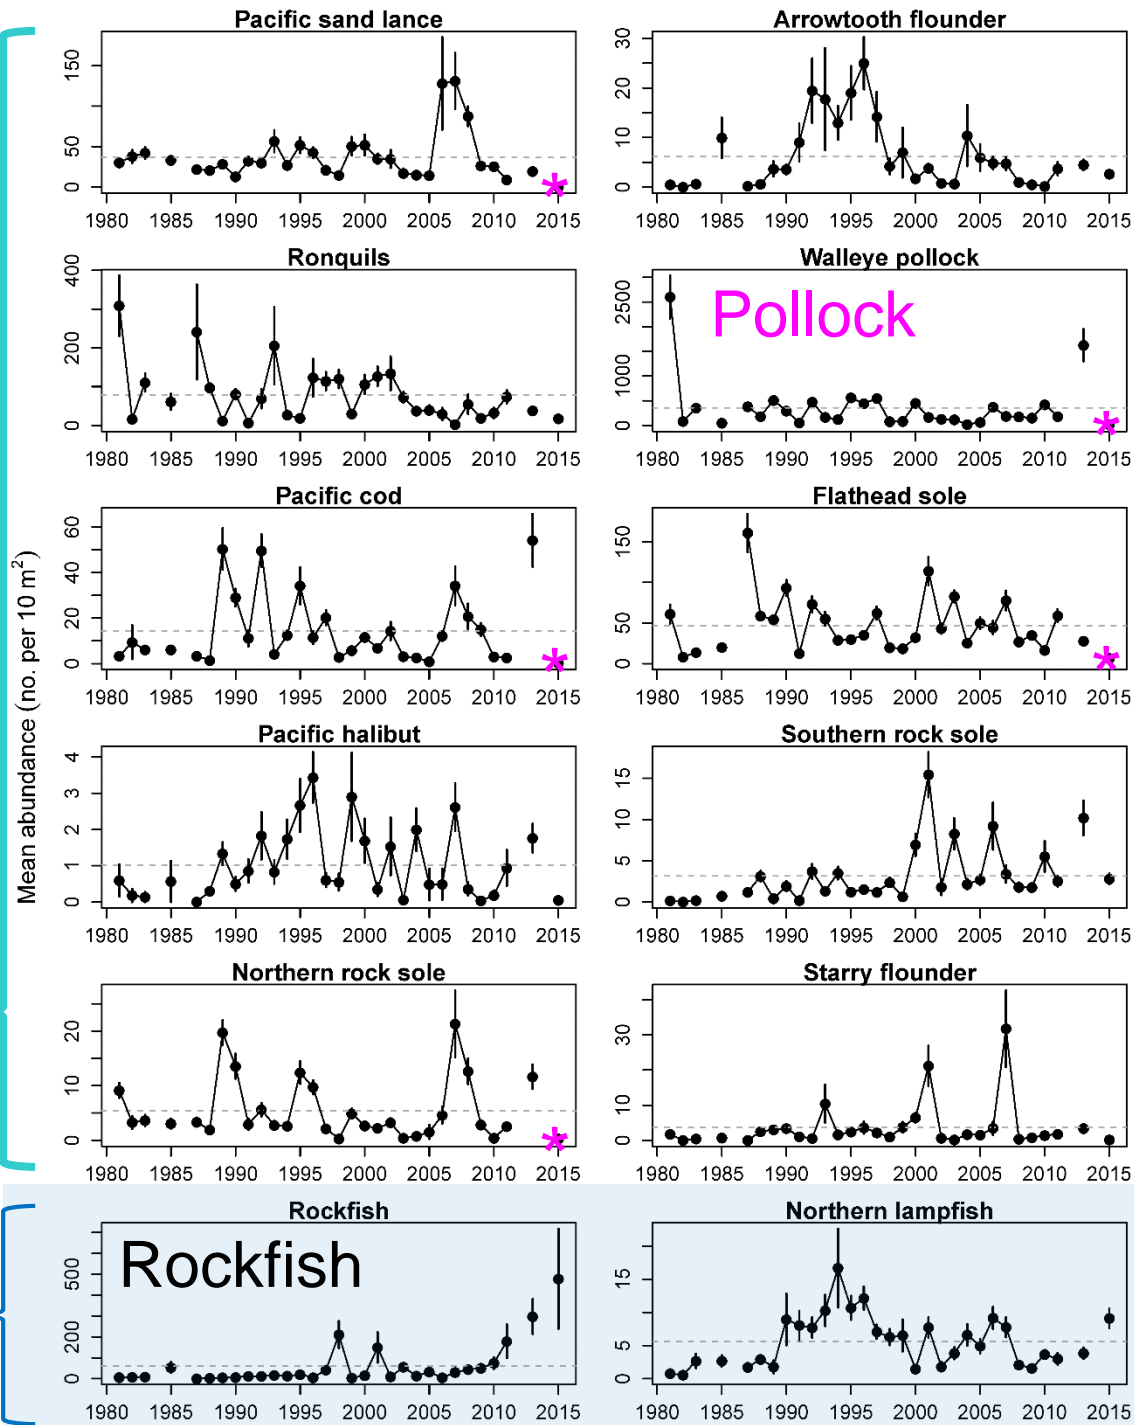 Pacific sand lance
Arrowtooth flounder
150
50
0
1980 1985 1990 1995 2000 2005 2010 2015
30
20
10
0
1980 1985 1990 1995 2000 2005 2010 2015
Ronquils
Walleye pollock
400
200
0
1980 1985 1990 1995 2000 2005 2010 2015
Pollock
2500
1000
0
1980 1985 1990 1995 2000 2005 2010 2015
Pacific cod
Flathead sole
60
40
20
0
1980 1985 1990 1995 2000 2005 2010 2015
150
50
0
1980 1985 1990 1995 2000 2005 2010 2015
Mean abundance (no. per 10 m²)
Pacific halibut
Southern rock sole
4
3
2
1
0
1980 1985 1990 1995 2000 2005 2010 2015
15
10
5
0
1980 1985 1990 1995 2000 2005 2010 2015
Northern rock sole
Starry flounder
20
10
0
1980 1985 1990 1995 2000 2005 2010 2015
30
10
0
1980 1985 1990 1995 2000 2005 2010 2015
Rockfish
Northern lampfish
Rockfish
500
200
0
1980 1985 1990 1995 2000 2005 2010 2015
15
5
0
1980 1985 1990 1995 2000 2005 2010 2015